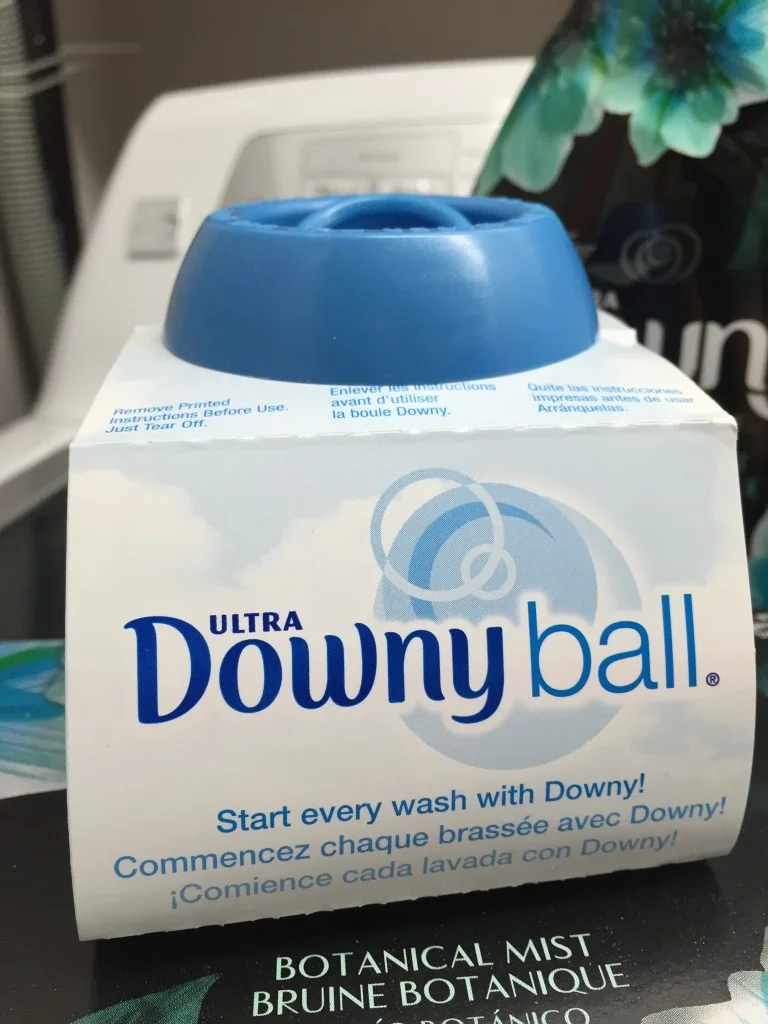 Remove Printed
Instructions Before Use.
Just Tear Off.
Enlever les instructions
avant d'utiliser
la boule Downy.
Quite las instrucciones
impresas antes de usar
Arránquelas.
ULTRA
Downy ball®
Start every wash with Downy!
Commencez chaque brassée avec Downy!
¡Comience cada lavada con Downy!
BOTANICAL MIST
BRUINE BOTANIQUE
BOTÁNICO